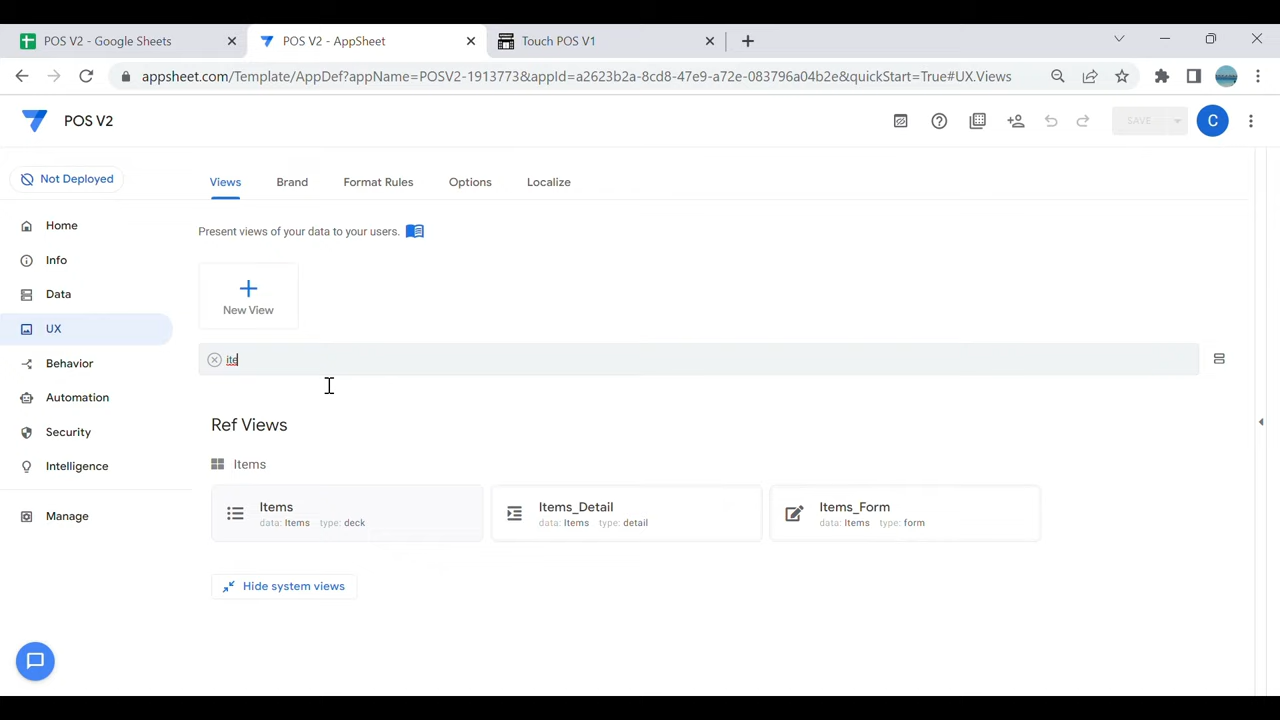 POS V2 - Google Sheets
POS V2 - AppSheet
Touch POS V1
appsheet.com/Template/AppDef?appName=POSV2-1913773&appId=a2623b2a-8cd8-47e9-a72e-083796a04b2e&quickStart=True#UX.Views
POS V2
SAVE
C
Not Deployed
Home
Info
Data
UX
Behavior
Automation
Security
Intelligence
Manage
Views Brand Format Rules Options Localize
Present views of your data to your users.
New View
ite
Ref Views
Items
Items
data: Items type: deck
Items_Detail
data: Items type: detail
Items_Form
data: Items type: form
Hide system views